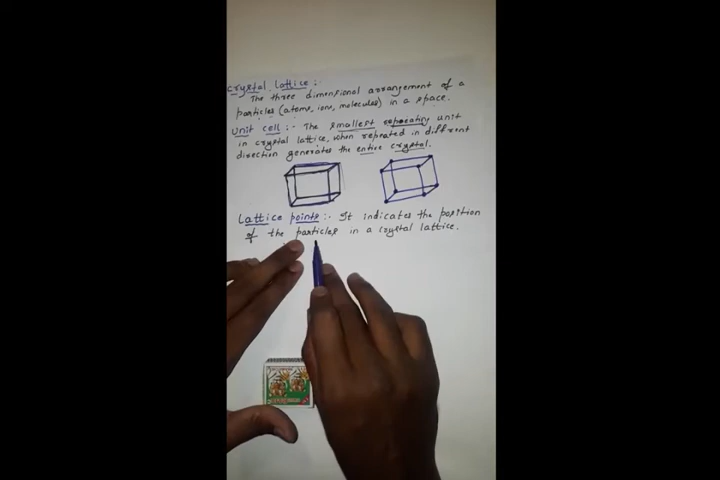 Crystal lattice :-
The three dimensional arrangement of a
particles (atoms, ions, molecules) in a space.
Unit cell :- The smallest repeating unit
in crystal lattice, when repeated in different
direction generates the entire crystal.
Lattice points :- It indicates the position
of the particles in a crystal lattice.